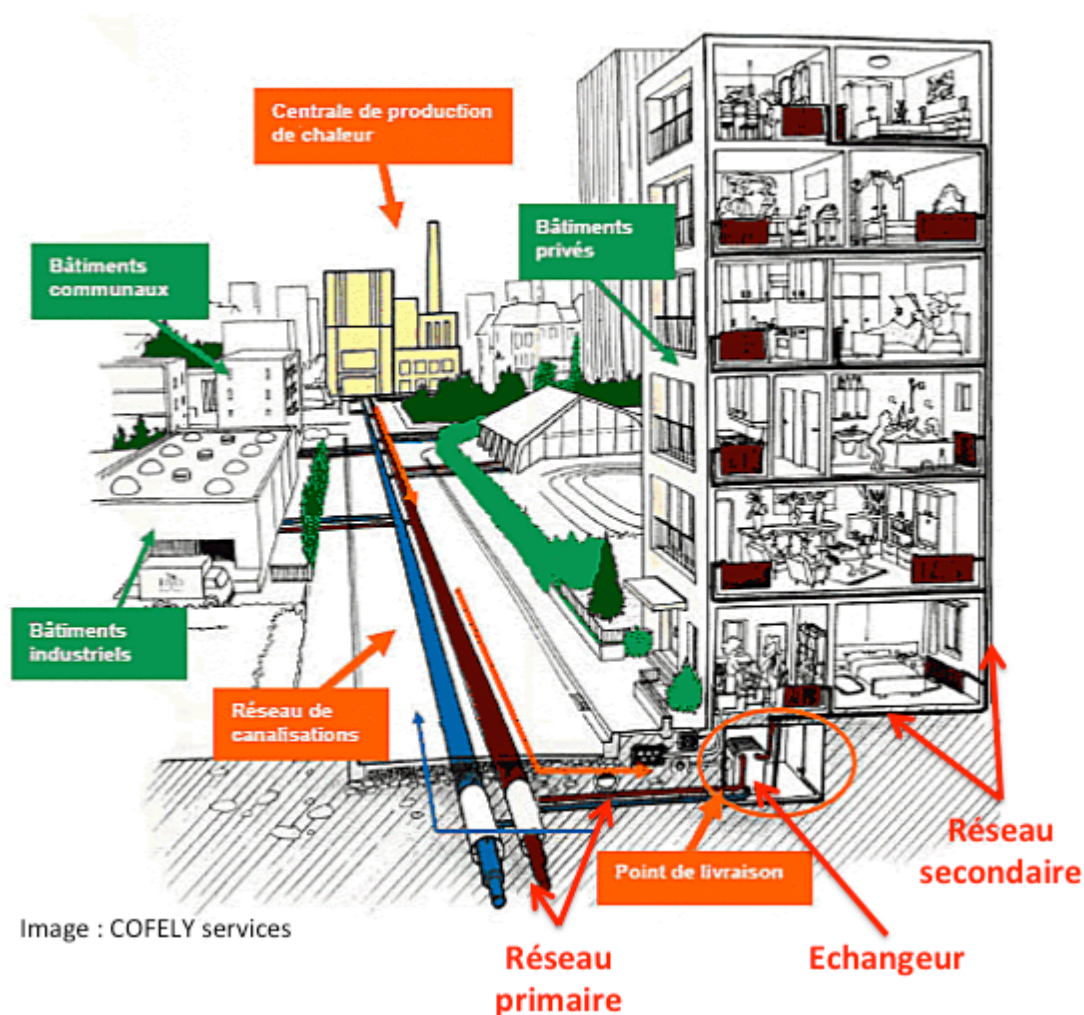 Centrale de production
de chaleur
Bâtiments
privés
Bâtiments
communaux
Bâtiments
industriels
Réseau de
canalisations
Point de livraison
Réseau
secondaire
Image : COFELY services
Réseau
primaire
Echangeur